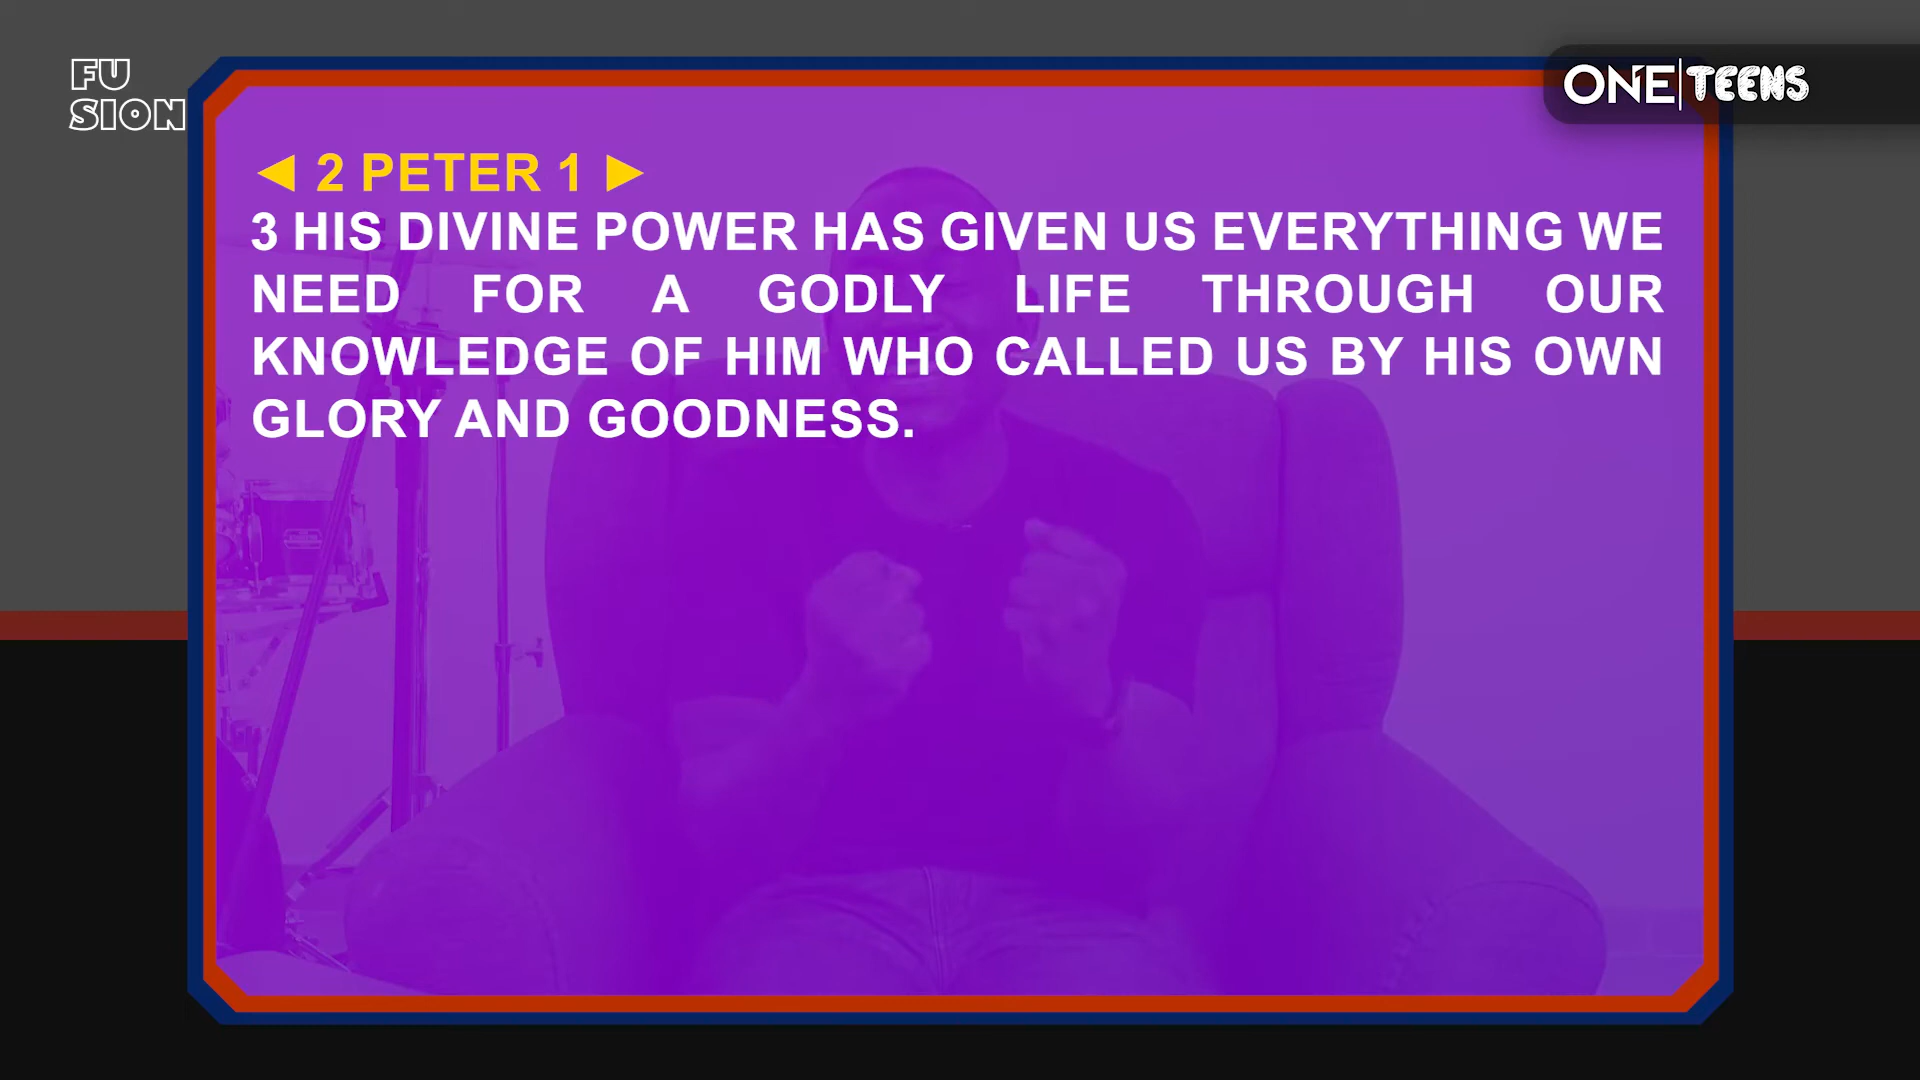 FU
SION
ONE|TEENS
◄ 2 PETER 1 ►
3 HIS DIVINE POWER HAS GIVEN US EVERYTHING WE
NEED FOR A GODLY LIFE THROUGH OUR
KNOWLEDGE OF HIM WHO CALLED US BY HIS OWN
GLORY AND GOODNESS.